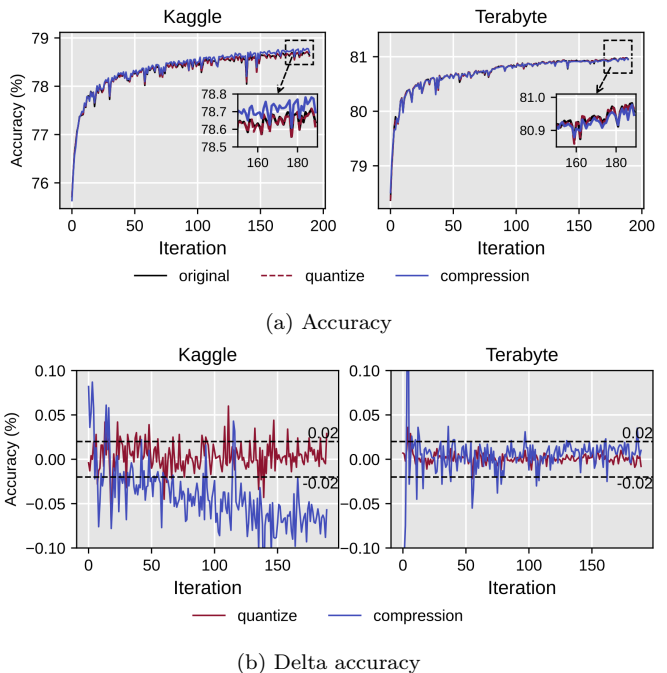 Kaggle
Terabyte
Accuracy (%)
79
78
77
76
78.8
78.7
78.6
78.5
160
180
0
50
100
150
200
Iteration
81
80
79
81.0
80.9
160
180
0
50
100
150
200
Iteration
original
quantize
compression
(a) Accuracy
Kaggle
Terabyte
Accuracy (%)
0.10
0.05
0.00
−0.05
−0.10
0.02
-0.02
0
50
100
150
Iteration
0.10
0.05
0.00
−0.05
−0.10
0.02
-0.02
0
50
100
150
Iteration
quantize
compression
(b) Delta accuracy